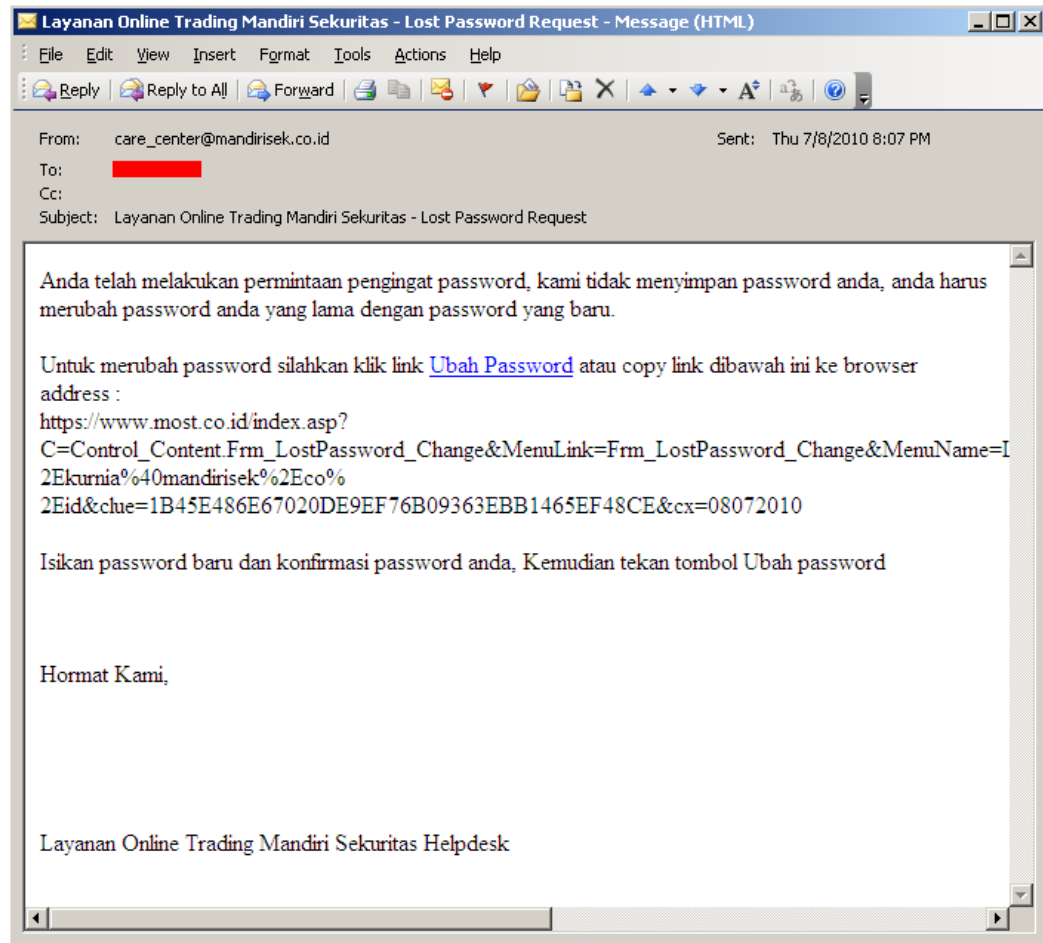 Layanan Online Trading Mandiri Sekuritas - Lost Password Request - Message (HTML)
File Edit View Insert Format Tools Actions Help
Reply Reply to All Forward
From: care_center@mandirisek.co.id Sent: Thu 7/8/2010 8:07 PM
To:
Cc:
Subject: Layanan Online Trading Mandiri Sekuritas - Lost Password Request
Anda telah melakukan permintaan pengingat password, kami tidak menyimpan password anda, anda harus
merubah password anda yang lama dengan password yang baru.
Untuk merubah password silahkan klik link Ubah Password atau copy link dibawah ini ke browser
address :
https://www.most.co.id/index.asp?
C=Control_Content.Frm_LostPassword_Change&MenuLink=Frm_LostPassword_Change&MenuName=L
2Ekurnia%40mandirisek%2Eco%
2Eid&clue=1B45E486E67020DE9EF76B09363EBB1465EF48CE&cx=08072010
Isikan password baru dan konfirmasi password anda, Kemudian tekan tombol Ubah password
Hormat Kami,
Layanan Online Trading Mandiri Sekuritas Helpdesk